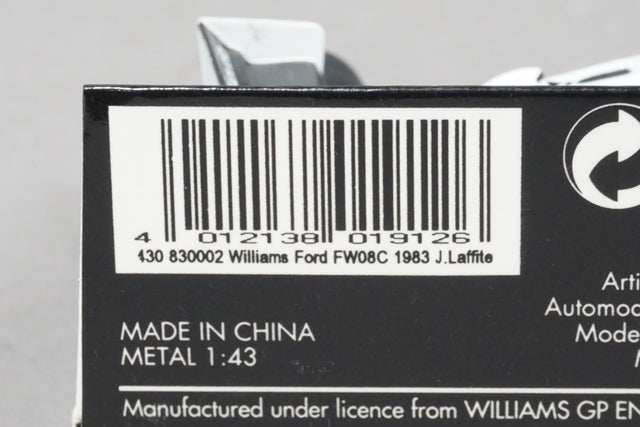 4 012138 019126
430 830002 Williams Ford FW08C 1983 J.Laffite
MADE IN CHINA
METAL 1:43
Manufactured under licence from WILLIAMS GP